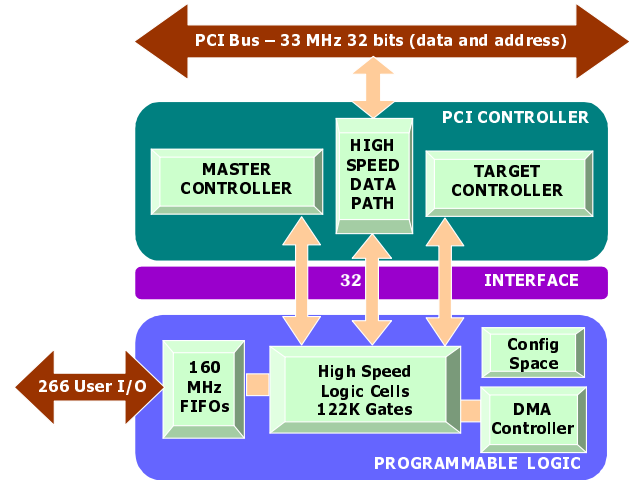 PCI Bus – 33 MHz 32 bits (data and address)
PCI CONTROLLER
MASTER
CONTROLLER
HIGH
SPEED
DATA
PATH
TARGET
CONTROLLER
32
INTERFACE
266 User I/O
160
MHz
FIFOs
High Speed
Logic Cells
122K Gates
Config
Space
DMA
Controller
PROGRAMMABLE LOGIC